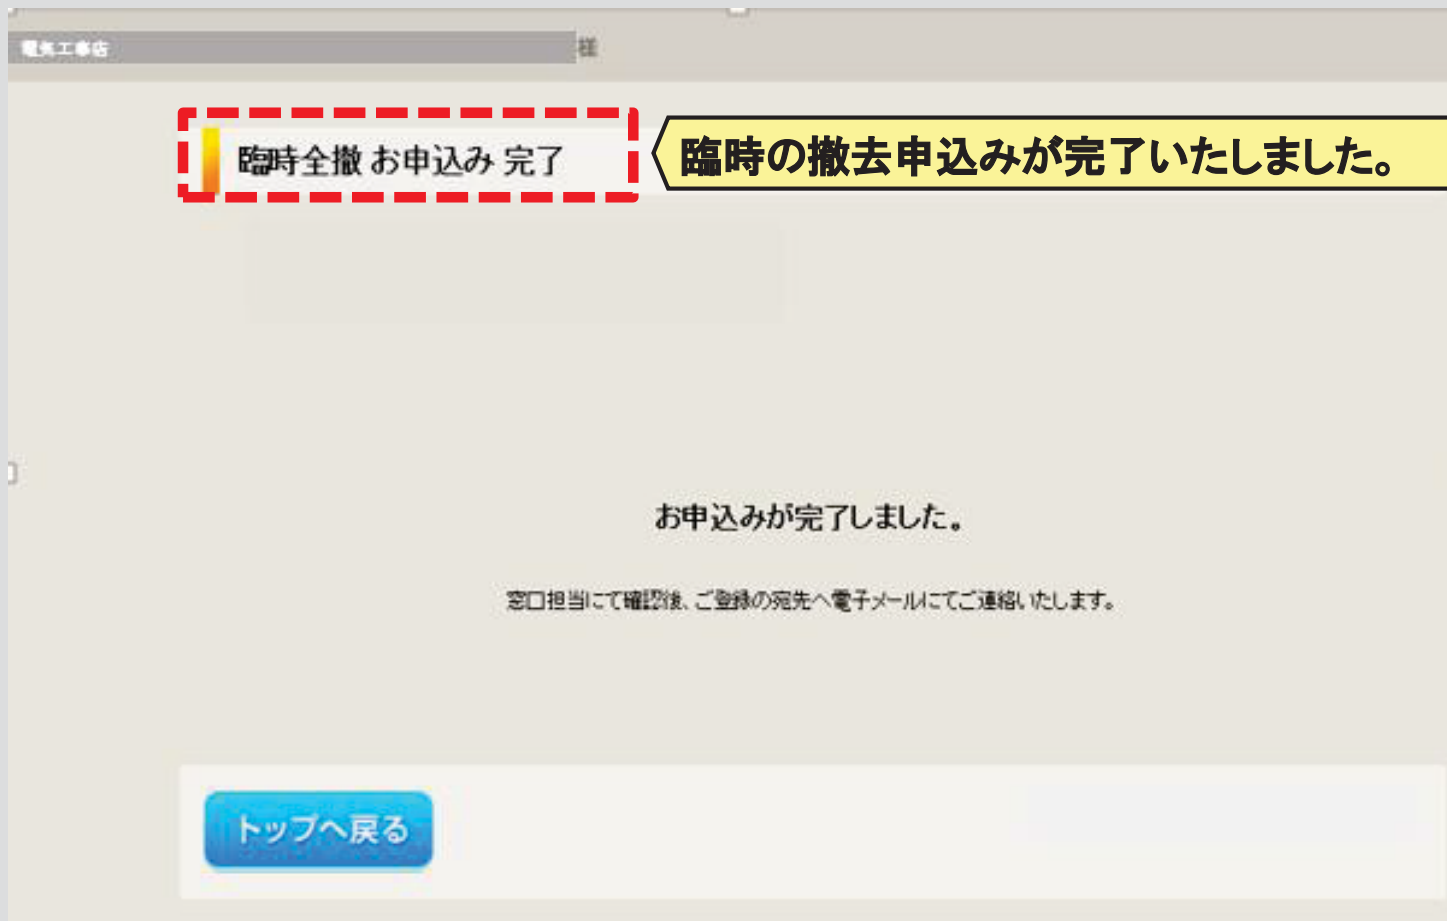 電気工事店 様
臨時全撤 お申込み 完了
臨時の撤去申込みが完了いたしました。
お申込みが完了しました。
窓口担当にて確認後、ご登録の宛先へ電子メールにてご連絡いたします。
トップへ戻る